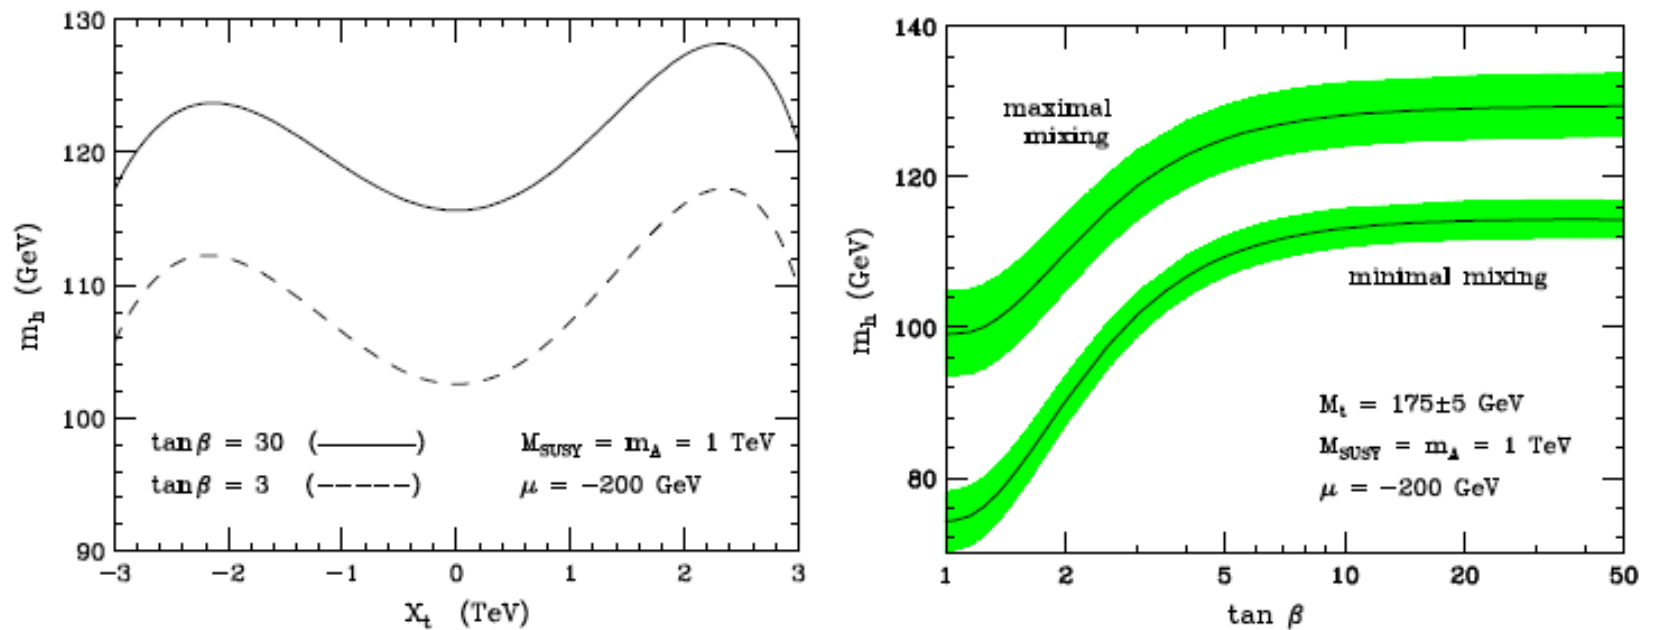 130
120
110
100
90
m_h (GeV)
tanβ = 30 (————)
tanβ = 3 (-----)
M_SUSY = m_A = 1 TeV
μ = −200 GeV
−3 −2 −1 0 1 2 3
X_t (TeV)
140
120
100
80
m_h (GeV)
maximal
mixing
minimal mixing
M_t = 175±5 GeV
M_SUSY = m_A = 1 TeV
μ = −200 GeV
1 2 5 10 20 50
tan β